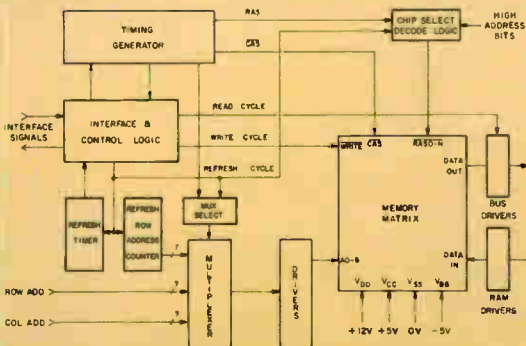 TIMING
GENERATOR
RAS
CAS
CHIP SELECT
DECODE LOGIC
HIGH
ADDRESS
BITS
INTERFACE
SIGNALS
INTERFACE &
CONTROL LOGIC
READ CYCLE
WRITE CYCLE
REFRESH CYCLE
WRITE
CAS
RASO-N
DATA
OUT
MEMORY
MATRIX
BUS
DRIVERS
REFRESH
TIMER
REFRESH
ROW
ADDRESS
COUNTER
MUX
SELECT
MULTIPLEXER
DRIVERS
AO-6
DATA
IN
RAM
DRIVERS
ROW ADD
COL ADD
7
7
7
VDD
VCC
VSS
VBB
+12V
+5V
0V
-5V